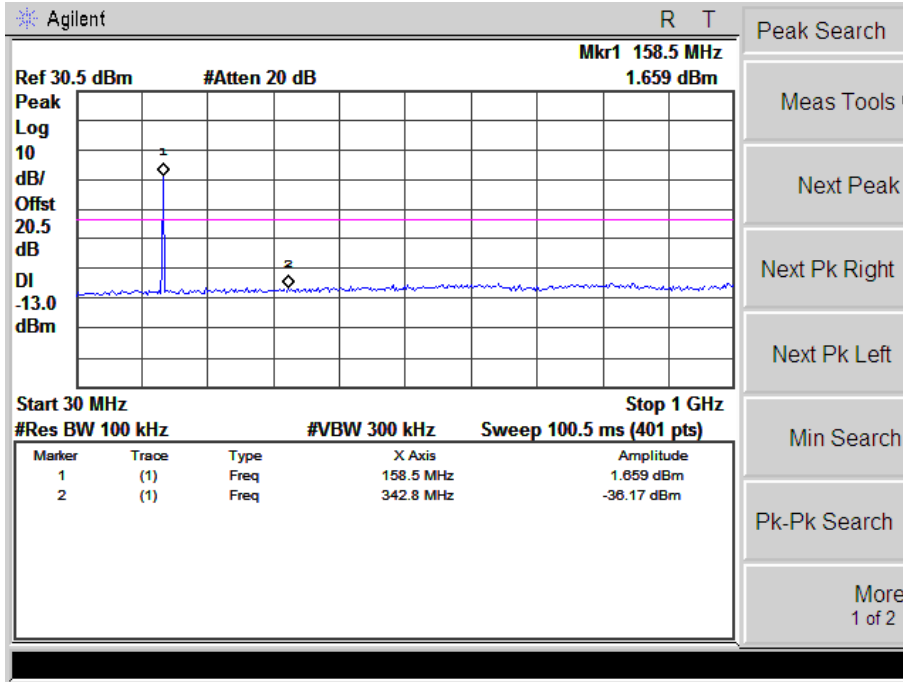 Agilent R T
Mkr1 158.5 MHz
Ref 30.5 dBm #Atten 20 dB 1.659 dBm
Peak
Log
10
dB/
Offst
20.5
dB
DI
-13.0
dBm
1
2
Start 30 MHz Stop 1 GHz
#Res BW 100 kHz #VBW 300 kHz Sweep 100.5 ms (401 pts)
Marker Trace Type X Axis Amplitude
1 (1) Freq 158.5 MHz 1.659 dBm
2 (1) Freq 342.8 MHz -36.17 dBm
Peak Search
Meas Tools
Next Peak
Next Pk Right
Next Pk Left
Min Search
Pk-Pk Search
More
1 of 2